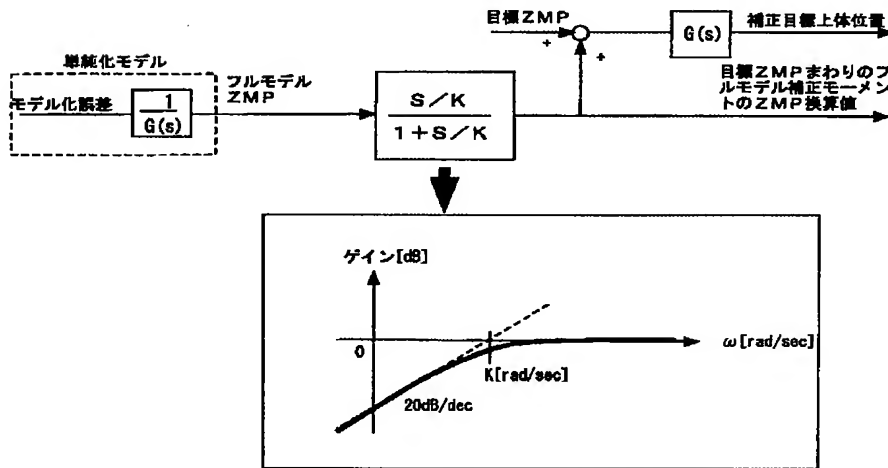 目標ZMP
+
+
G(s)
補正目標上体位置
単純化モデル
モデル化誤差
1
G(s)
フルモデル
ZMP
S/K
1+S/K
目標ZMPまわりのフ
ルモデル補正モーメン
トのZMP換算値
ゲイン[dB]
0
K[rad/sec]
ω[rad/sec]
20dB/dec